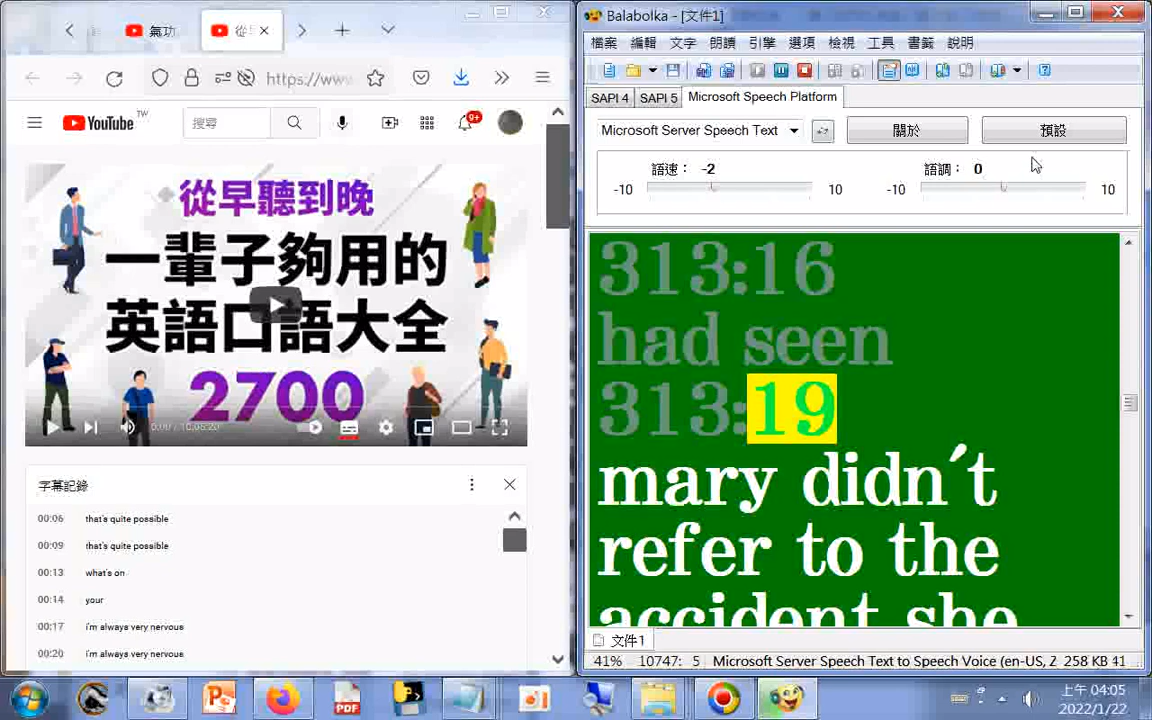 氣功
從
https://www
YouTube TW
搜尋
9+
從早聽到晚
一輩子夠用的
英語口語大全
2700
0:00 / 10:05:20
字幕記錄
00:06 that's quite possible
00:09 that's quite possible
00:13 what's on
00:14 your
00:17 i'm always very nervous
00:20 i'm always very nervous
Balabolka - [文件1]
檔案 編輯 文字 朗讀 引擎 選項 檢視 工具 書籤 說明
SAPI 4 SAPI 5 Microsoft Speech Platform
Microsoft Server Speech Text 關於 預設
語速： -2 語調： 0
-10 10 -10 10
313:16
had seen
313:19
mary didn't
refer to the
accident she
文件1
41% 10747: 5 Microsoft Server Speech Text to Speech Voice (en-US, 2 258 KB 41
PDF
上午 04:05
2022/1/22